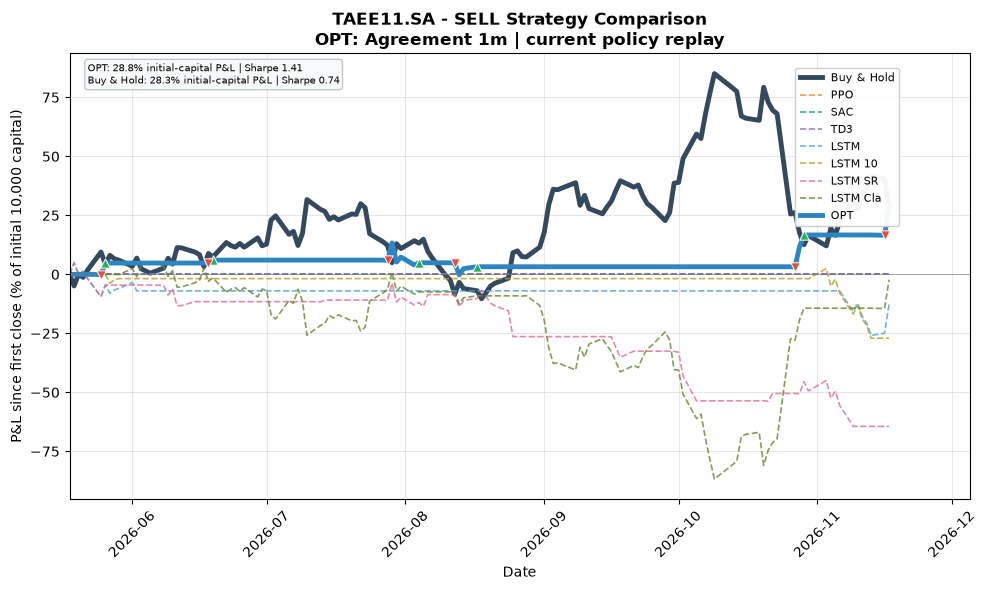 TAEE11.SA - SELL Strategy Comparison
OPT: Agreement 1m | current policy replay
OPT: 28.8% initial-capital P&L | Sharpe 1.41
Buy & Hold: 28.3% initial-capital P&L | Sharpe 0.74
Buy & Hold
PPO
SAC
TD3
LSTM
LSTM 10
LSTM SR
LSTM Cla
OPT
P&L since first close (% of initial 10,000 capital)
75
50
25
0
−25
−50
−75
2026-06
2026-07
2026-08
2026-09
2026-10
2026-11
2026-12
Date